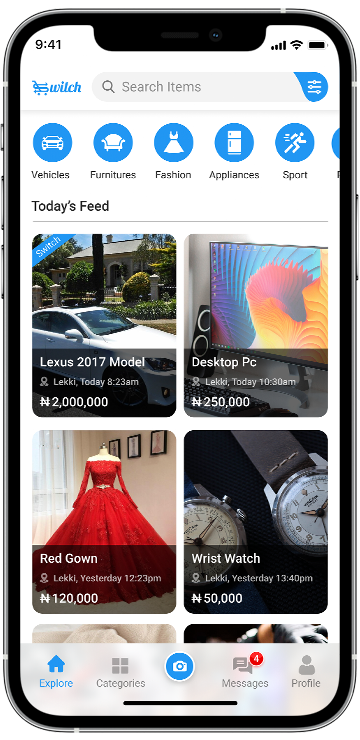 9:41
Switch
Search Items
Vehicles
Furnitures
Fashion
Appliances
Sport
Today's Feed
Switch
Lexus 2017 Model
Lekki, Today 8:23am
₦2,000,000
Desktop Pc
Lekki, Today 10:30am
₦250,000
Red Gown
Lekki, Yesterday 12:23pm
₦120,000
Wrist Watch
Lekki, Yesterday 13:40pm
₦50,000
Explore
Categories
4
Messages
Profile